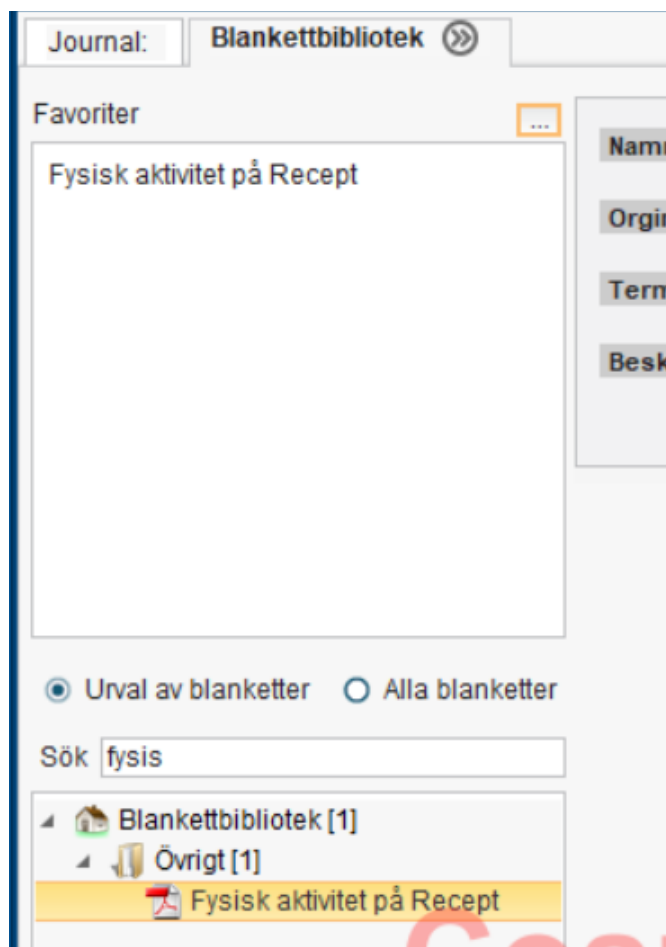 Journal:
Blankettbibliotek
Favoriter
...
Fysisk aktivitet på Recept
Urval av blanketter
Alla blanketter
Sök fysis
Blankettbibliotek [1]
Övrigt [1]
Fysisk aktivitet på Recept